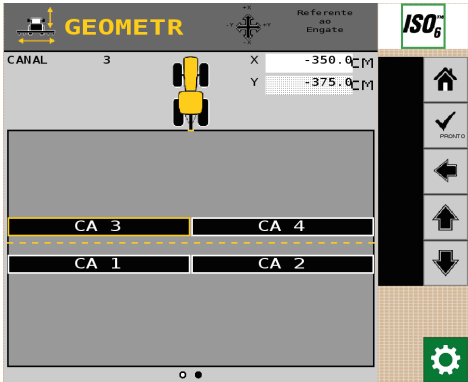 GEOMETR
+X
-Y +Y
-X
Referente
ao
Engate
ISO™
6
CANAL 3
X -350.0 CM
Y -375.0 CM
PRONTO
CA 3 CA 4
CA 1 CA 2